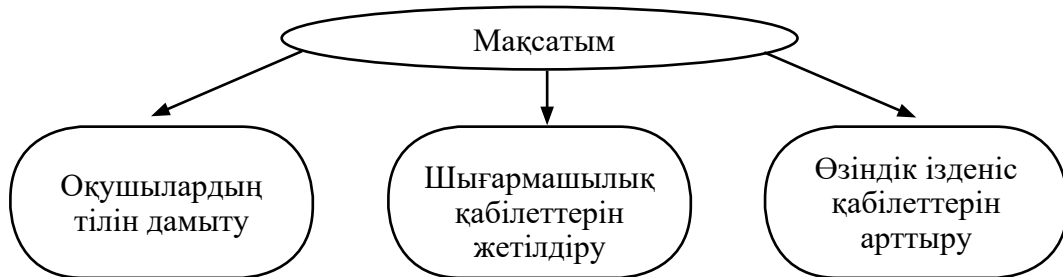 Мақсатым
Оқушылардың
тілін дамыту
Шығармашылық
қабілеттерін
жетілдіру
Өзіндік ізденіс
қабілеттерін
арттыру